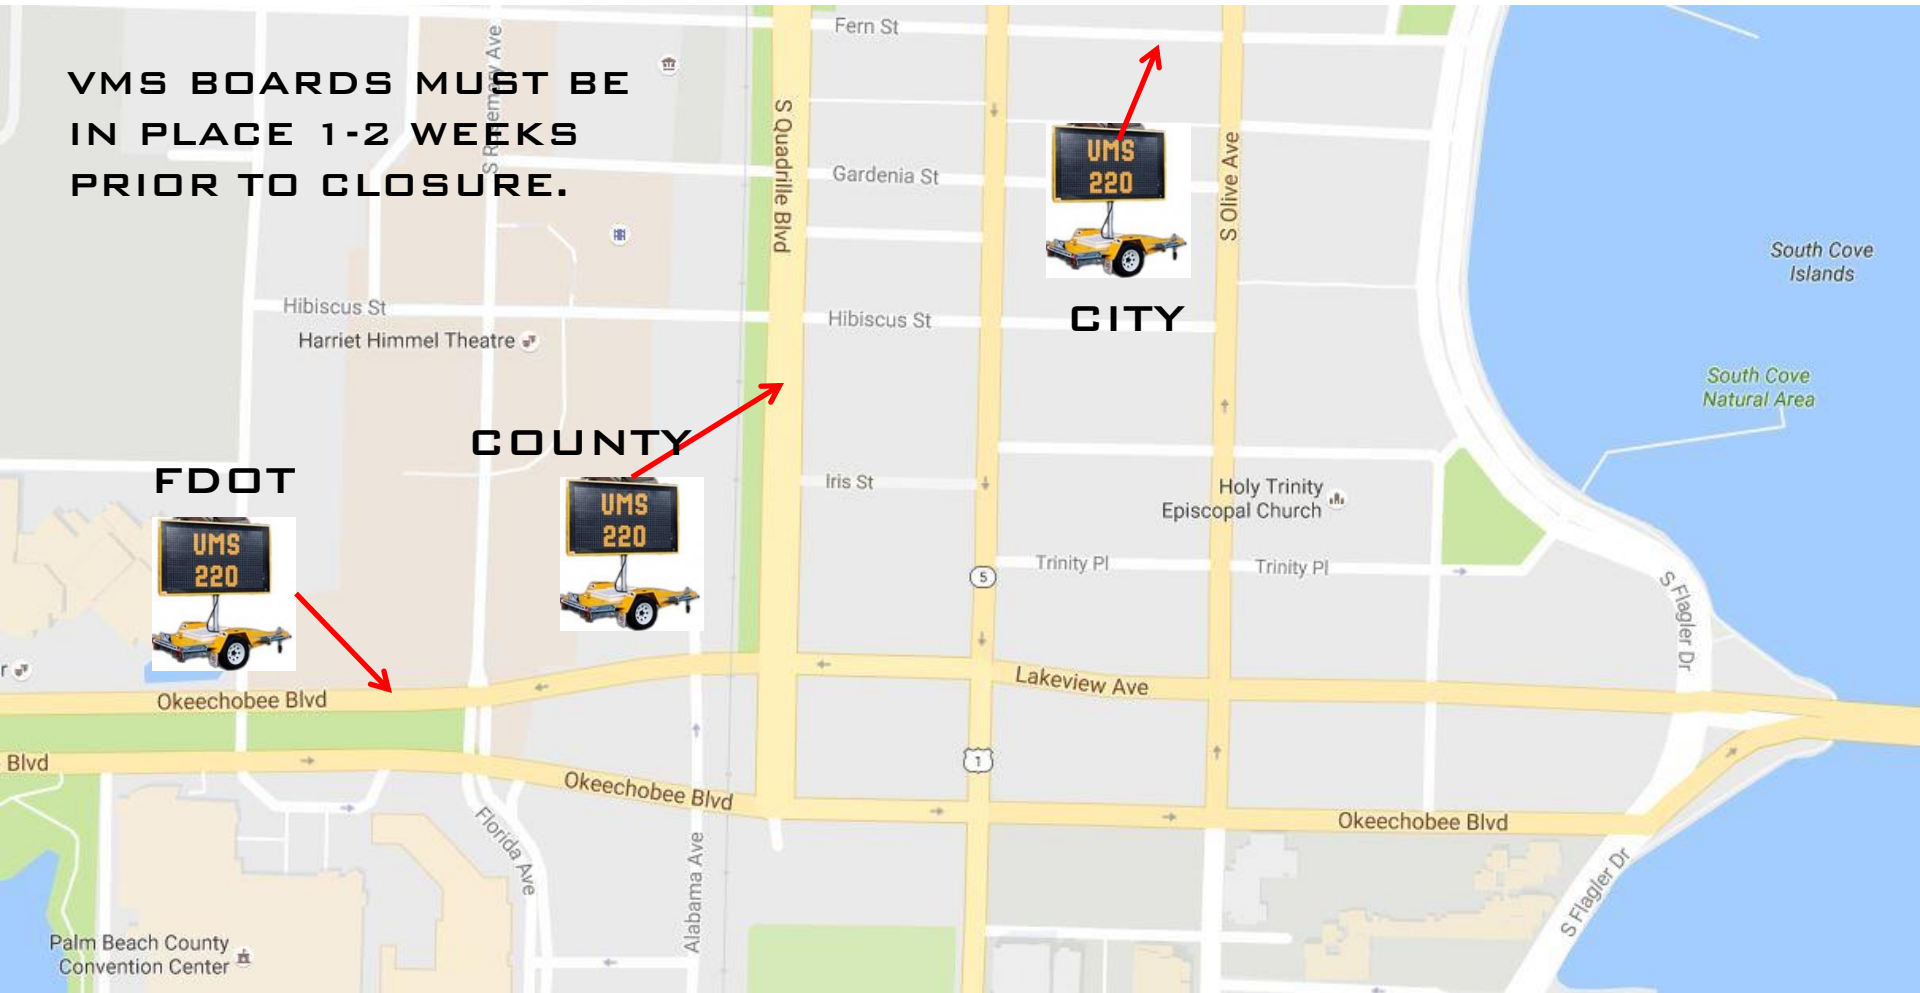 VMS BOARDS MUST BE
IN PLACE 1-2 WEEKS
PRIOR TO CLOSURE.
Fern St
S Rosemary Ave
S Quadrille Blvd
Gardenia St
VMS
220
S Olive Ave
CITY
South Cove
Islands
Hibiscus St
Hibiscus St
Harriet Himmel Theatre
South Cove
Natural Area
COUNTY
FDOT
VMS
220
VMS
220
Iris St
Holy Trinity
Episcopal Church
Trinity Pl
Trinity Pl
5
S Flagler Dr
r
Okeechobee Blvd
Lakeview Ave
Blvd
1
Okeechobee Blvd
Okeechobee Blvd
Florida Ave
Alabama Ave
S Flagler Dr
Palm Beach County
Convention Center